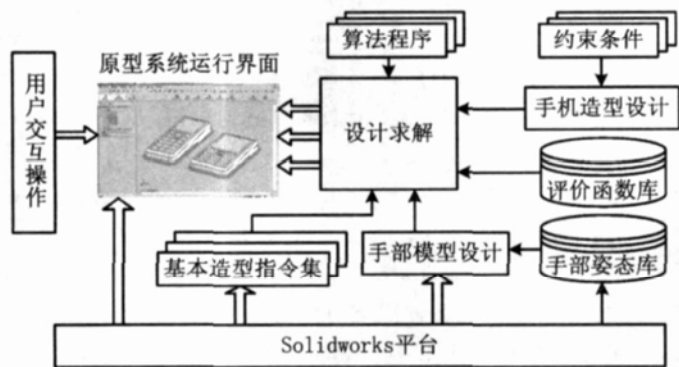 算法程序
约束条件
原型系统运行界面
用户交互操作
设计求解
手机造型设计
评价函数库
基本造型指令集
手部模型设计
手部姿态库
Solidworks平台